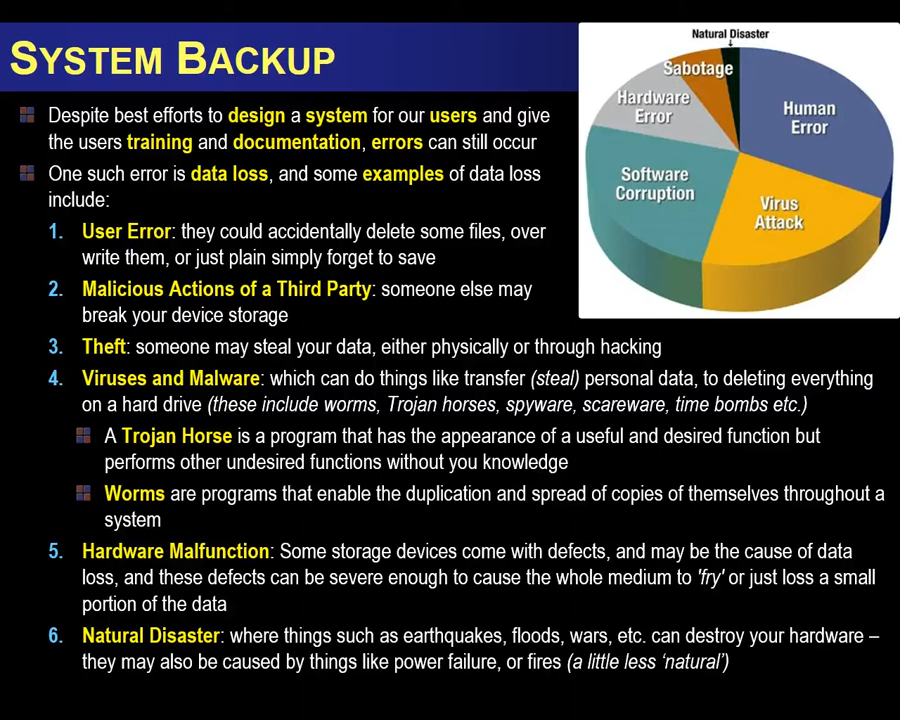 SYSTEM BACKUP
Despite best efforts to design a system for our users and give
the users training and documentation, errors can still occur
One such error is data loss, and some examples of data loss
include:
1. User Error: they could accidentally delete some files, over
write them, or just plain simply forget to save
2. Malicious Actions of a Third Party: someone else may
break your device storage
3. Theft: someone may steal your data, either physically or through hacking
4. Viruses and Malware: which can do things like transfer (steal) personal data, to deleting everything
on a hard drive (these include worms, Trojan horses, spyware, scareware, time bombs etc.)
A Trojan Horse is a program that has the appearance of a useful and desired function but
performs other undesired functions without you knowledge
Worms are programs that enable the duplication and spread of copies of themselves throughout a
system
5. Hardware Malfunction: Some storage devices come with defects, and may be the cause of data
loss, and these defects can be severe enough to cause the whole medium to 'fry' or just loss a small
portion of the data
6. Natural Disaster: where things such as earthquakes, floods, wars, etc. can destroy your hardware –
they may also be caused by things like power failure, or fires (a little less ‘natural’)
Natural Disaster
Sabotage
Hardware
Error
Human
Error
Software
Corruption
Virus
Attack